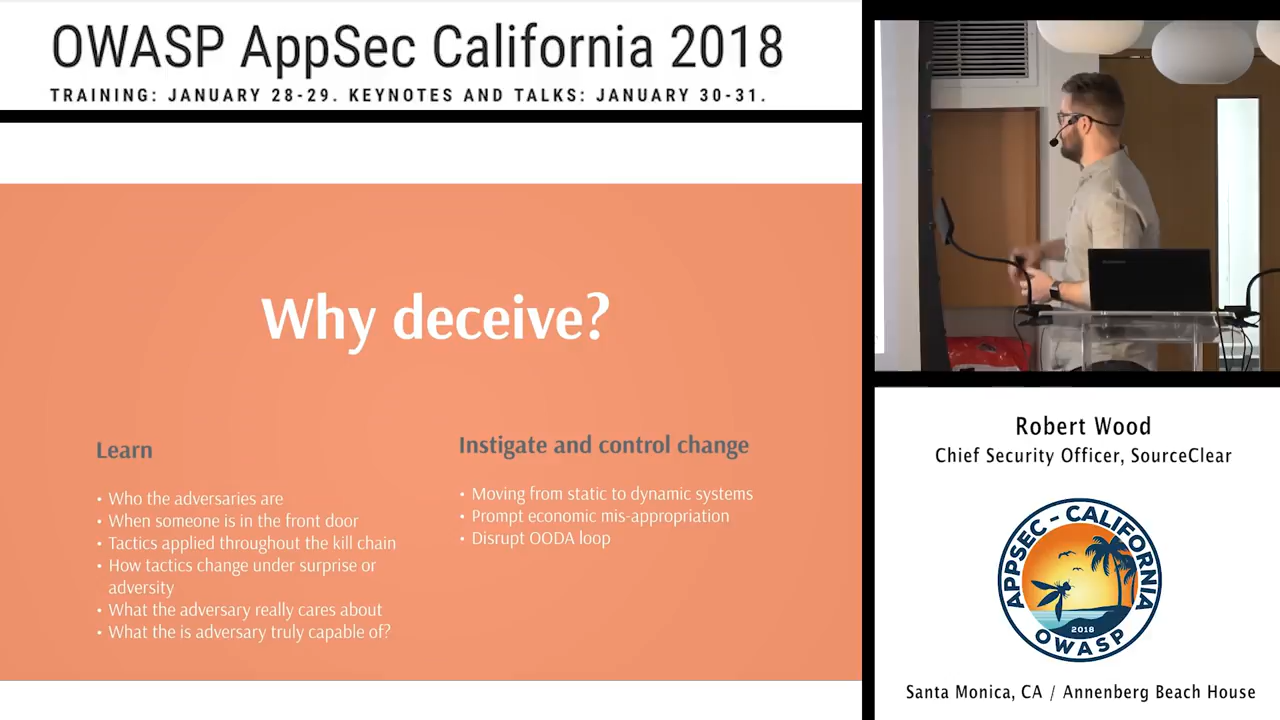 OWASP AppSec California 2018
TRAINING: JANUARY 28-29. KEYNOTES AND TALKS: JANUARY 30-31.
Why deceive?
Learn
• Who the adversaries are
• When someone is in the front door
• Tactics applied throughout the kill chain
• How tactics change under surprise or
adversity
• What the adversary really cares about
• What the is adversary truly capable of?
Instigate and control change
• Moving from static to dynamic systems
• Prompt economic mis-appropriation
• Disrupt OODA loop
Robert Wood
Chief Security Officer, SourceClear
APPSEC - CALIFORNIA
2018
OWASP
Santa Monica, CA / Annenberg Beach House